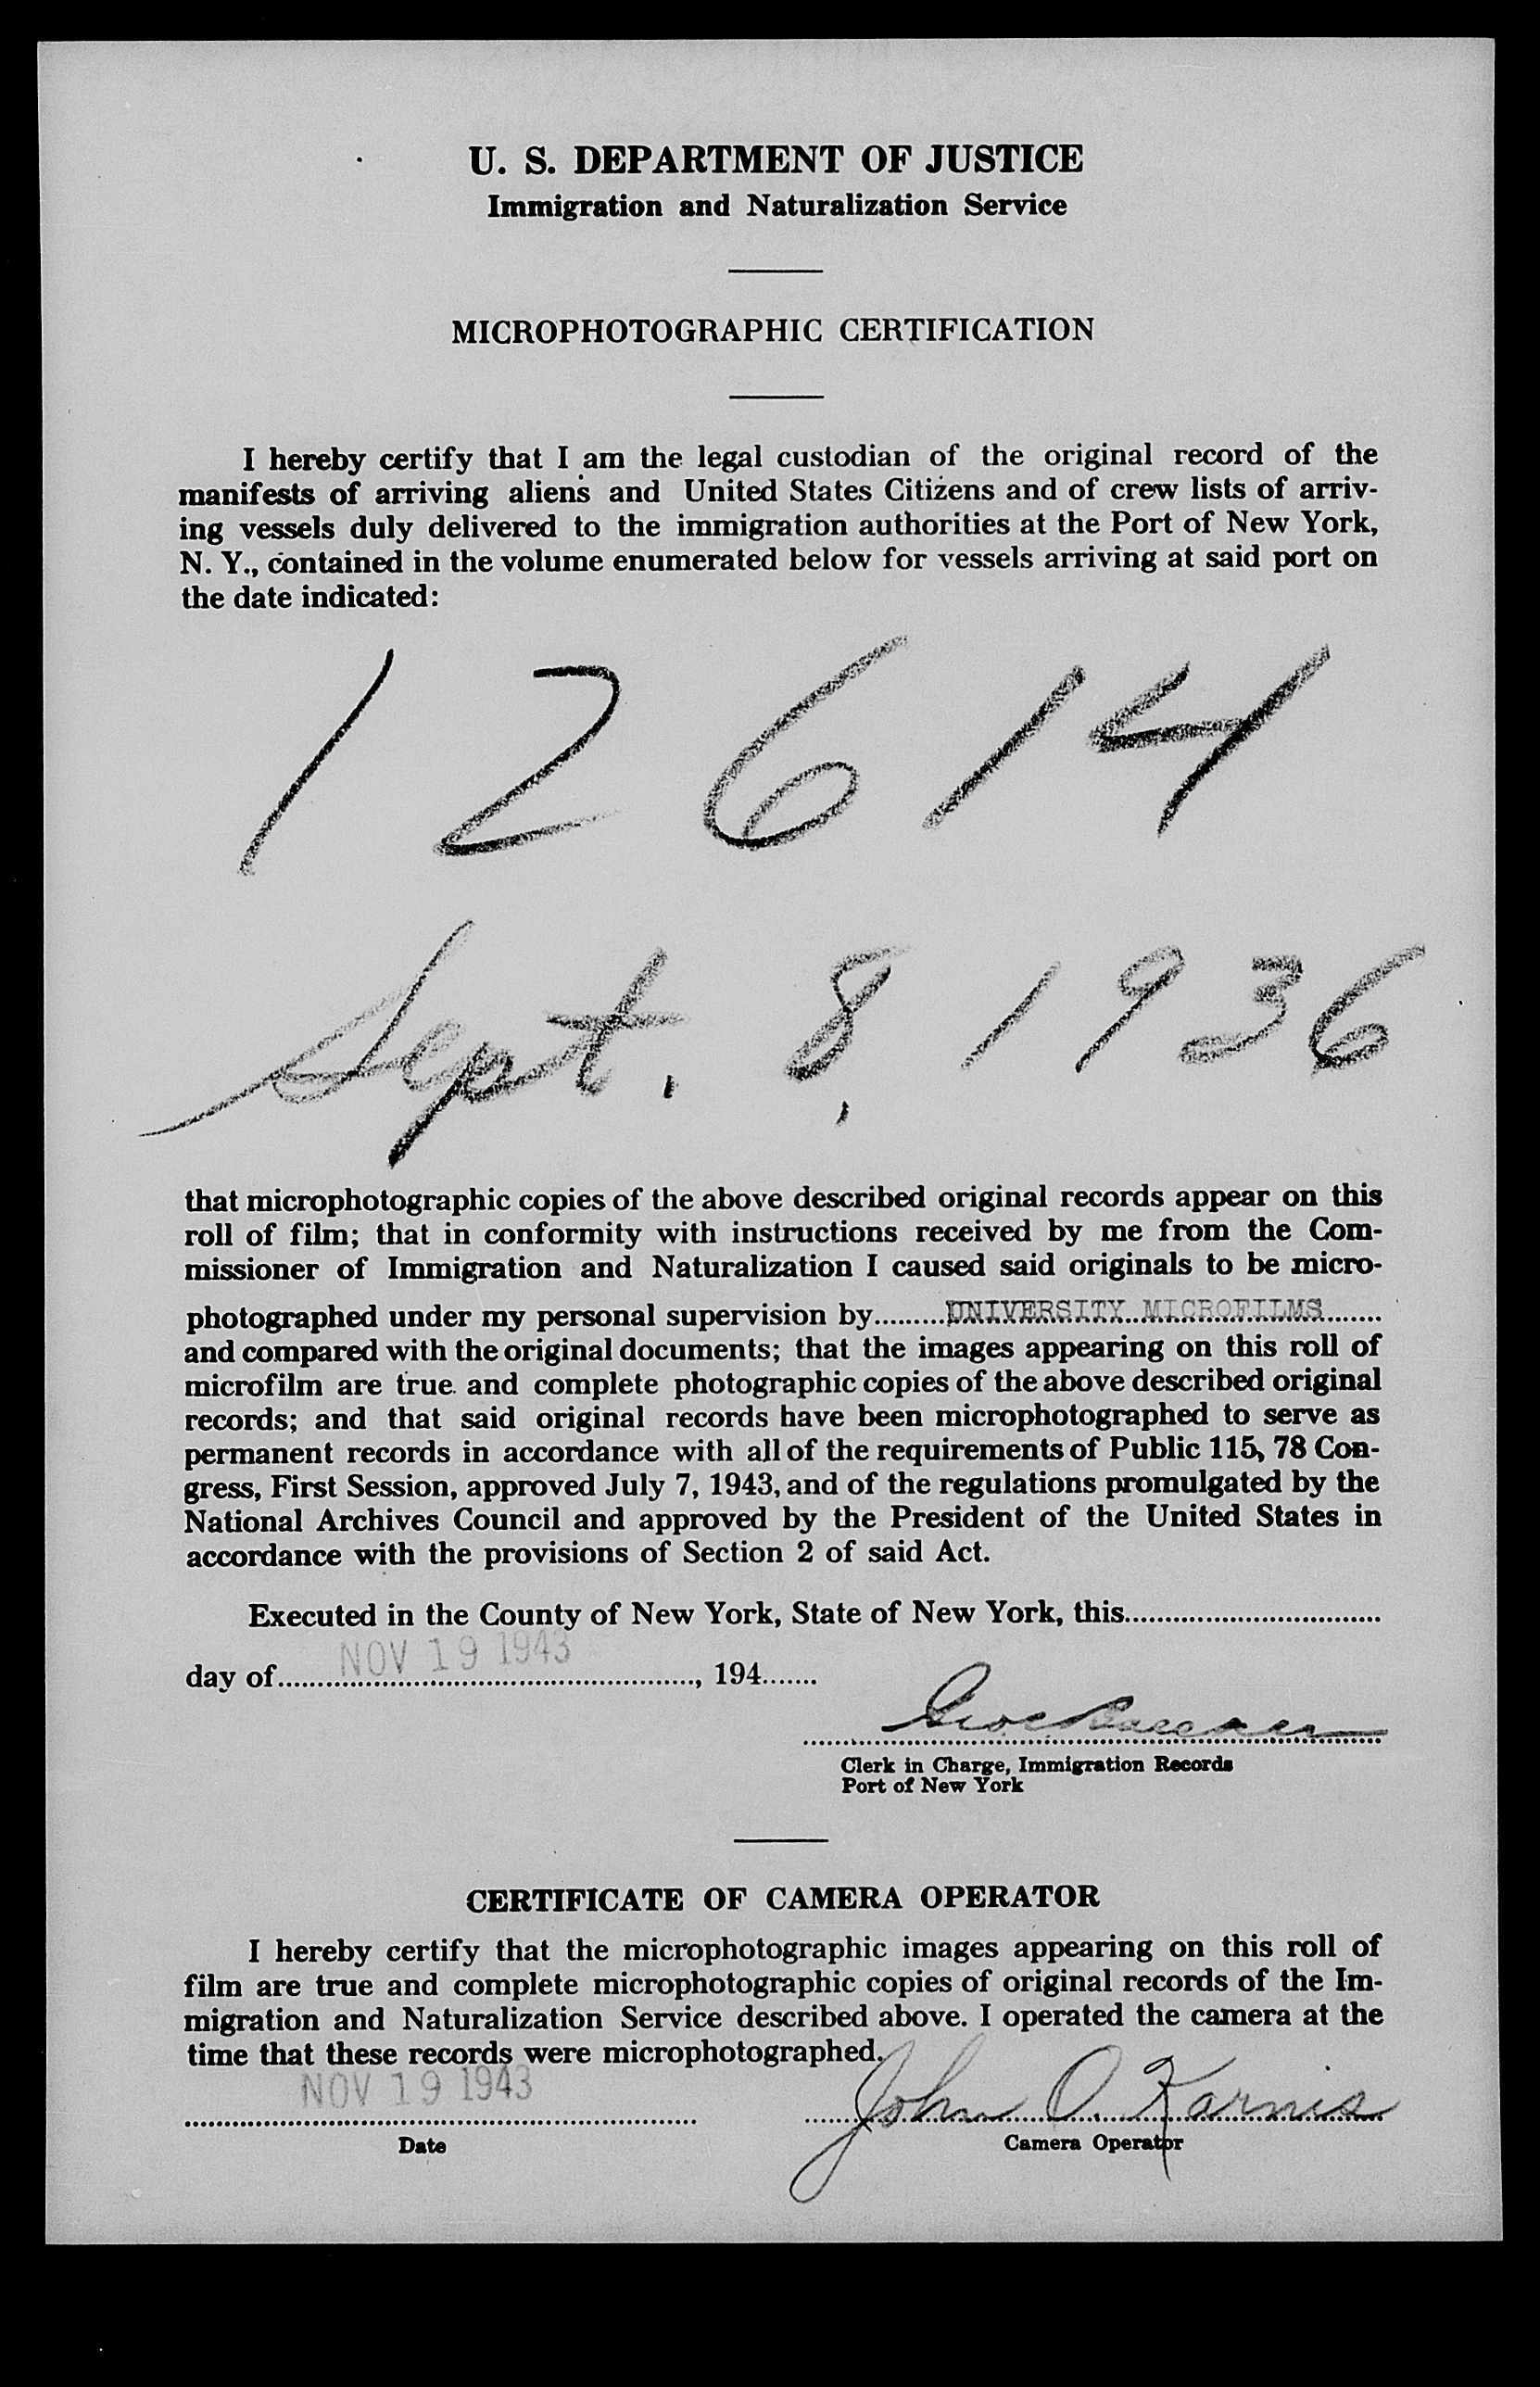 U. S. DEPARTMENT OF JUSTICE
Immigration and Naturalization Service
MICROPHOTOGRAPHIC CERTIFICATION
I hereby certify that I am the legal custodian of the original record of the
manifests of arriving aliens and United States Citizens and of crew lists of arriv-
ing vessels duly delivered to the immigration authorities at the Port of New York,
N. Y., contained in the volume enumerated below for vessels arriving at said port on
the date indicated:
12614
Sept. 8, 1936
that microphotographic copies of the above described original records appear on this
roll of film; that in conformity with instructions received by me from the Com-
missioner of Immigration and Naturalization I caused said originals to be micro-
photographed under my personal supervision by UNIVERSITY MICROFILMS
and compared with the original documents; that the images appearing on this roll of
microfilm are true and complete photographic copies of the above described original
records; and that said original records have been microphotographed to serve as
permanent records in accordance with all of the requirements of Public 115, 78 Con-
gress, First Session, approved July 7, 1943, and of the regulations promulgated by the
National Archives Council and approved by the President of the United States in
accordance with the provisions of Section 2 of said Act.
Executed in the County of New York, State of New York, this
NOV 19 1943
day of , 194
Clerk in Charge, Immigration Records
Port of New York
CERTIFICATE OF CAMERA OPERATOR
I hereby certify that the microphotographic images appearing on this roll of
film are true and complete microphotographic copies of original records of the Im-
migration and Naturalization Service described above. I operated the camera at the
time that these records were microphotographed.
NOV 19 1943
John O. Karnis
Date
Camera Operator